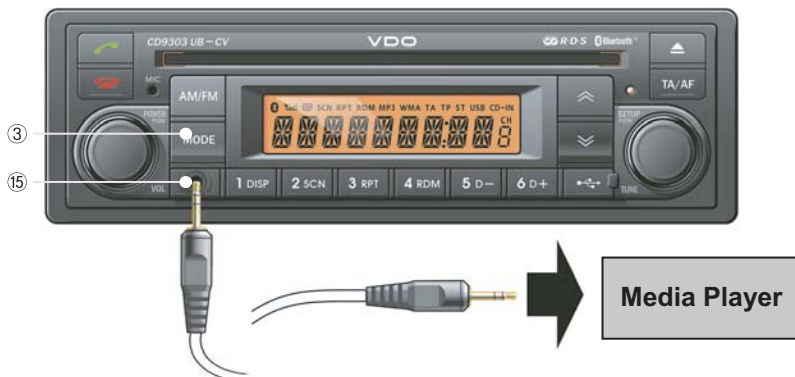 CD9303 UB-CV VDO R·D·S Bluetooth
MIC
TA/AF
POWER
PUSH
AM/FM
SCN RPT RDM MP3 WMA TA TP ST USB CD-IN
CH
SETUP
PUSH
③
MODE
⑮
VOL
1 DISP 2 SCN 3 RPT 4 RDM 5 D− 6 D+
TUNE
Media Player